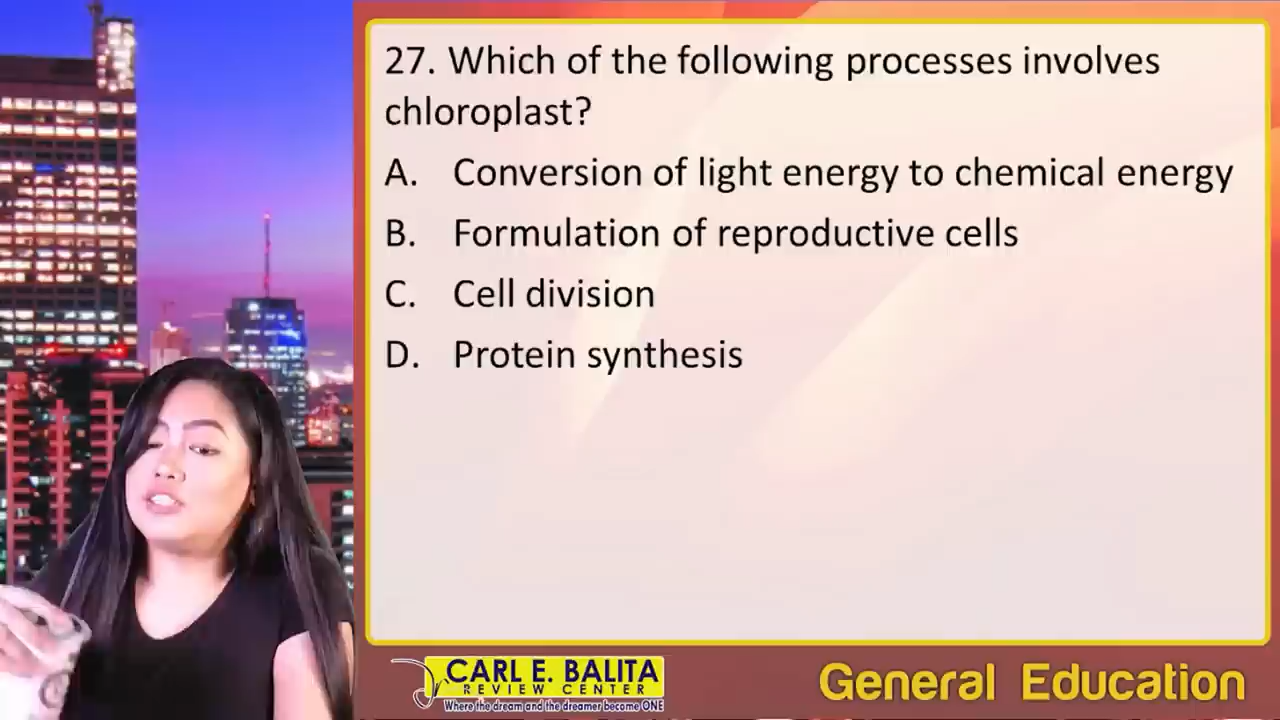 27. Which of the following processes involves
chloroplast?
A. Conversion of light energy to chemical energy
B. Formulation of reproductive cells
C. Cell division
D. Protein synthesis
CARL E. BALITA
REVIEW CENTER
Where the dream and the dreamer become ONE
General Education